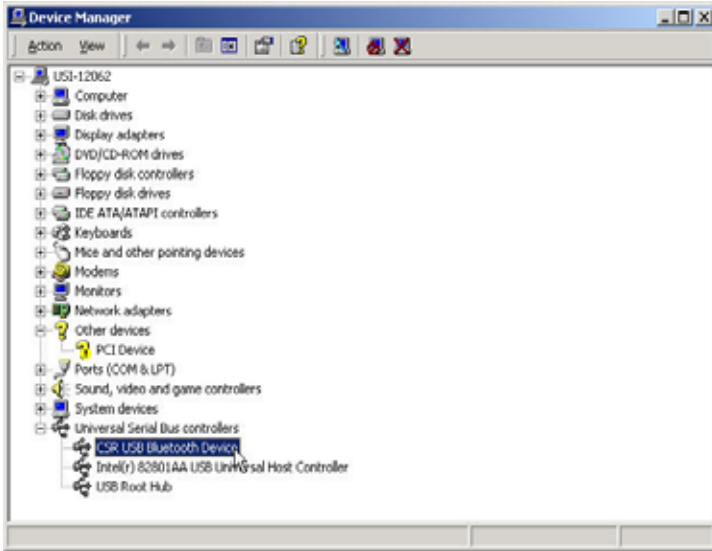 Device Manager
Action View
USI-12062
Computer
Disk drives
Display adapters
DVD/CD-ROM drives
Floppy disk controllers
Floppy disk drives
IDE ATA/ATAPI controllers
Keyboards
Mice and other pointing devices
Modems
Monitors
Network adapters
Other devices
PCI Device
Ports (COM & LPT)
Sound, video and game controllers
System devices
Universal Serial Bus controllers
CSR USB Bluetooth Device
Intel(r) 82801AA USB Universal Host Controller
USB Root Hub